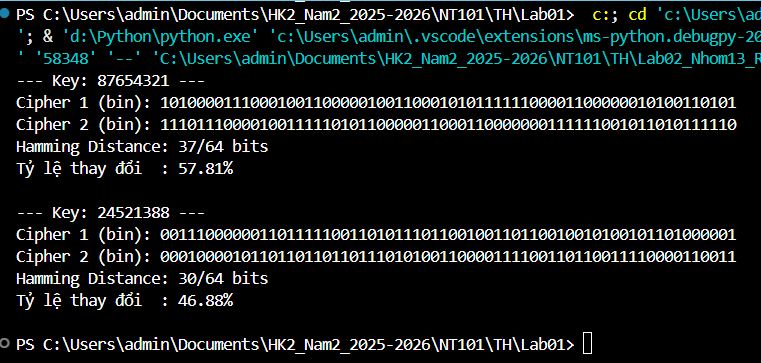 PS C:\Users\admin\Documents\HK2_Nam2_2025-2026\NT101\TH\Lab01>  c:; cd 'c:\Users\ad
'; & 'd:\Python\python.exe' 'c:\Users\admin\.vscode\extensions\ms-python.debugpy-20
' '58348' '--' 'C:\Users\admin\Documents\HK2_Nam2_2025-2026\NT101\TH\Lab02_Nhom13_R
--- Key: 87654321 ---
Cipher 1 (bin): 1010000111000100110000010011000101011111100001100000010100110101
Cipher 2 (bin): 1110111000010011111010110000011000110000000111111001011010111110
Hamming Distance: 37/64 bits
Tỷ lệ thay đổi  : 57.81%
--- Key: 24521388 ---
Cipher 1 (bin): 0011100000011011111001101011101100100110110010010100101101000001
Cipher 2 (bin): 0001000010110110110110111010100110000111100110110011110000110011
Hamming Distance: 30/64 bits
Tỷ lệ thay đổi  : 46.88%
PS C:\Users\admin\Documents\HK2_Nam2_2025-2026\NT101\TH\Lab01>